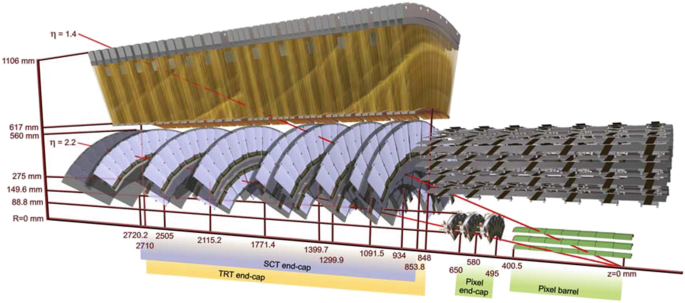 η = 1.4
1106 mm
617 mm
560 mm
η = 2.2
275 mm
149.6 mm
88.8 mm
R=0 mm
2720.2
2710
2505
2115.2
1771.4
1399.7
1299.9
1091.5
934
853.8
848
650
580
495
400.5
z=0 mm
SCT end-cap
TRT end-cap
Pixel
end-cap
Pixel barrel